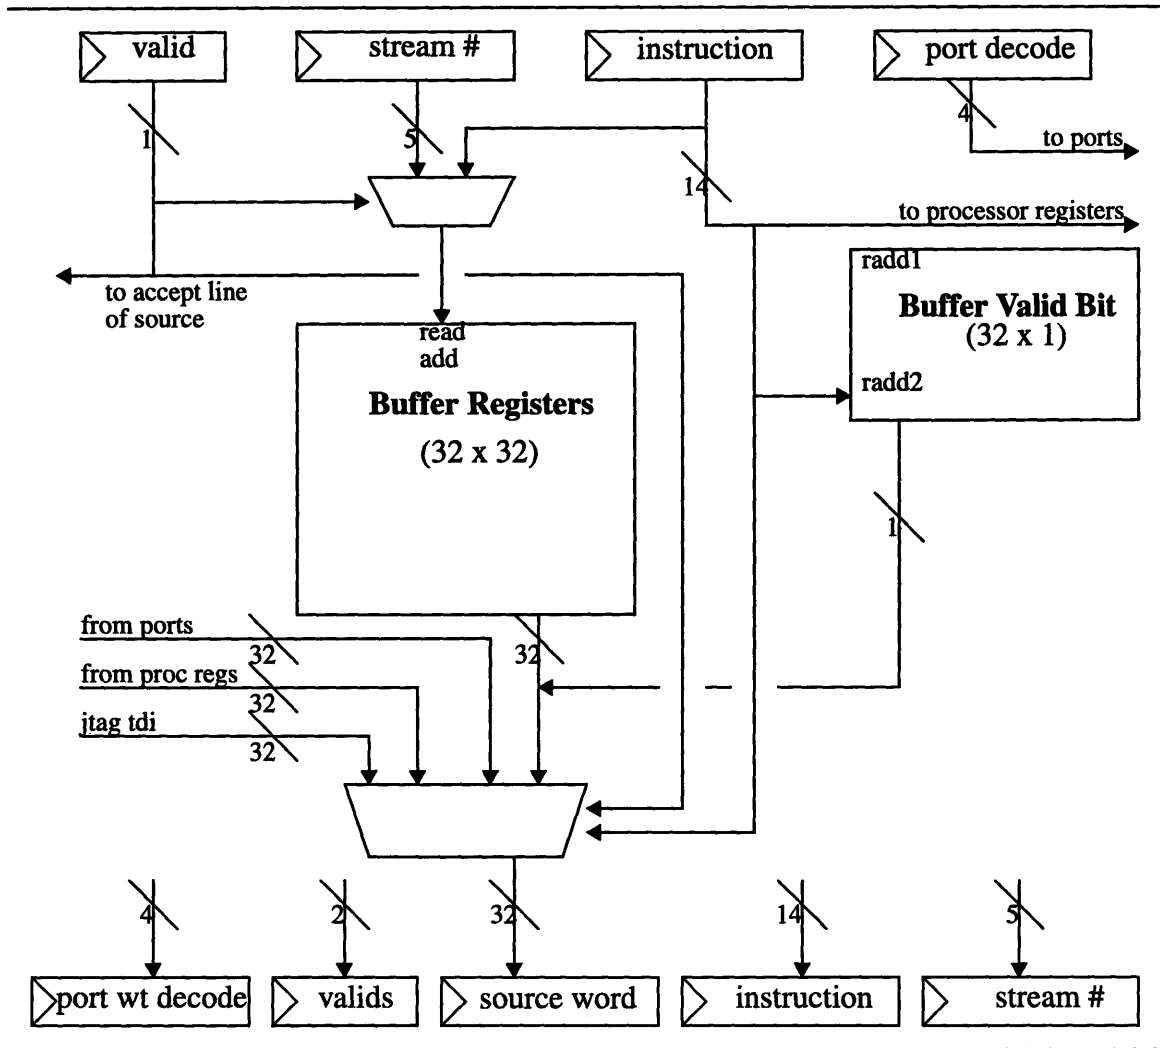 valid
stream #
instruction
port decode
1
5
14
4
to ports
to processor registers
to accept line
of source
radd1
Buffer Valid Bit
(32 x 1)
radd2
read
add
Buffer Registers
(32 x 32)
1
from ports
32
32
from proc regs
32
jtag tdi
32
4
2
32
14
5
port wt decode
valids
source word
instruction
stream #